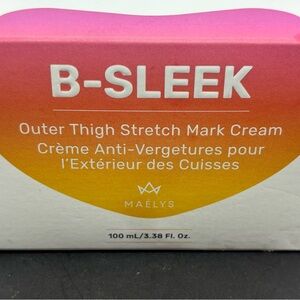 B-SLEEK
Outer Thigh Stretch Mark Cream
Crème Anti-Vergetures pour
l'Extérieur des Cuisses
MAËLYS
100 mL/3.38 Fl. Oz.